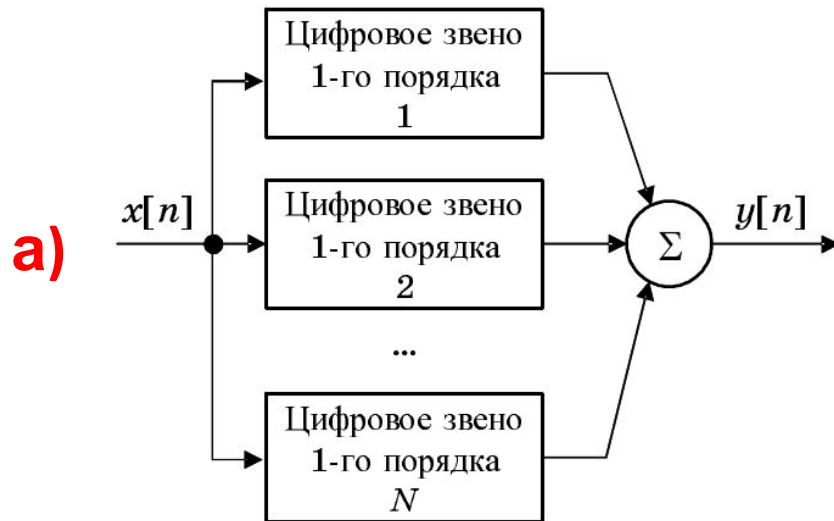 Цифровое звено
1-го порядка
1
а)
x[n]
Цифровое звено
1-го порядка
2
Σ
y[n]
...
Цифровое звено
1-го порядка
N